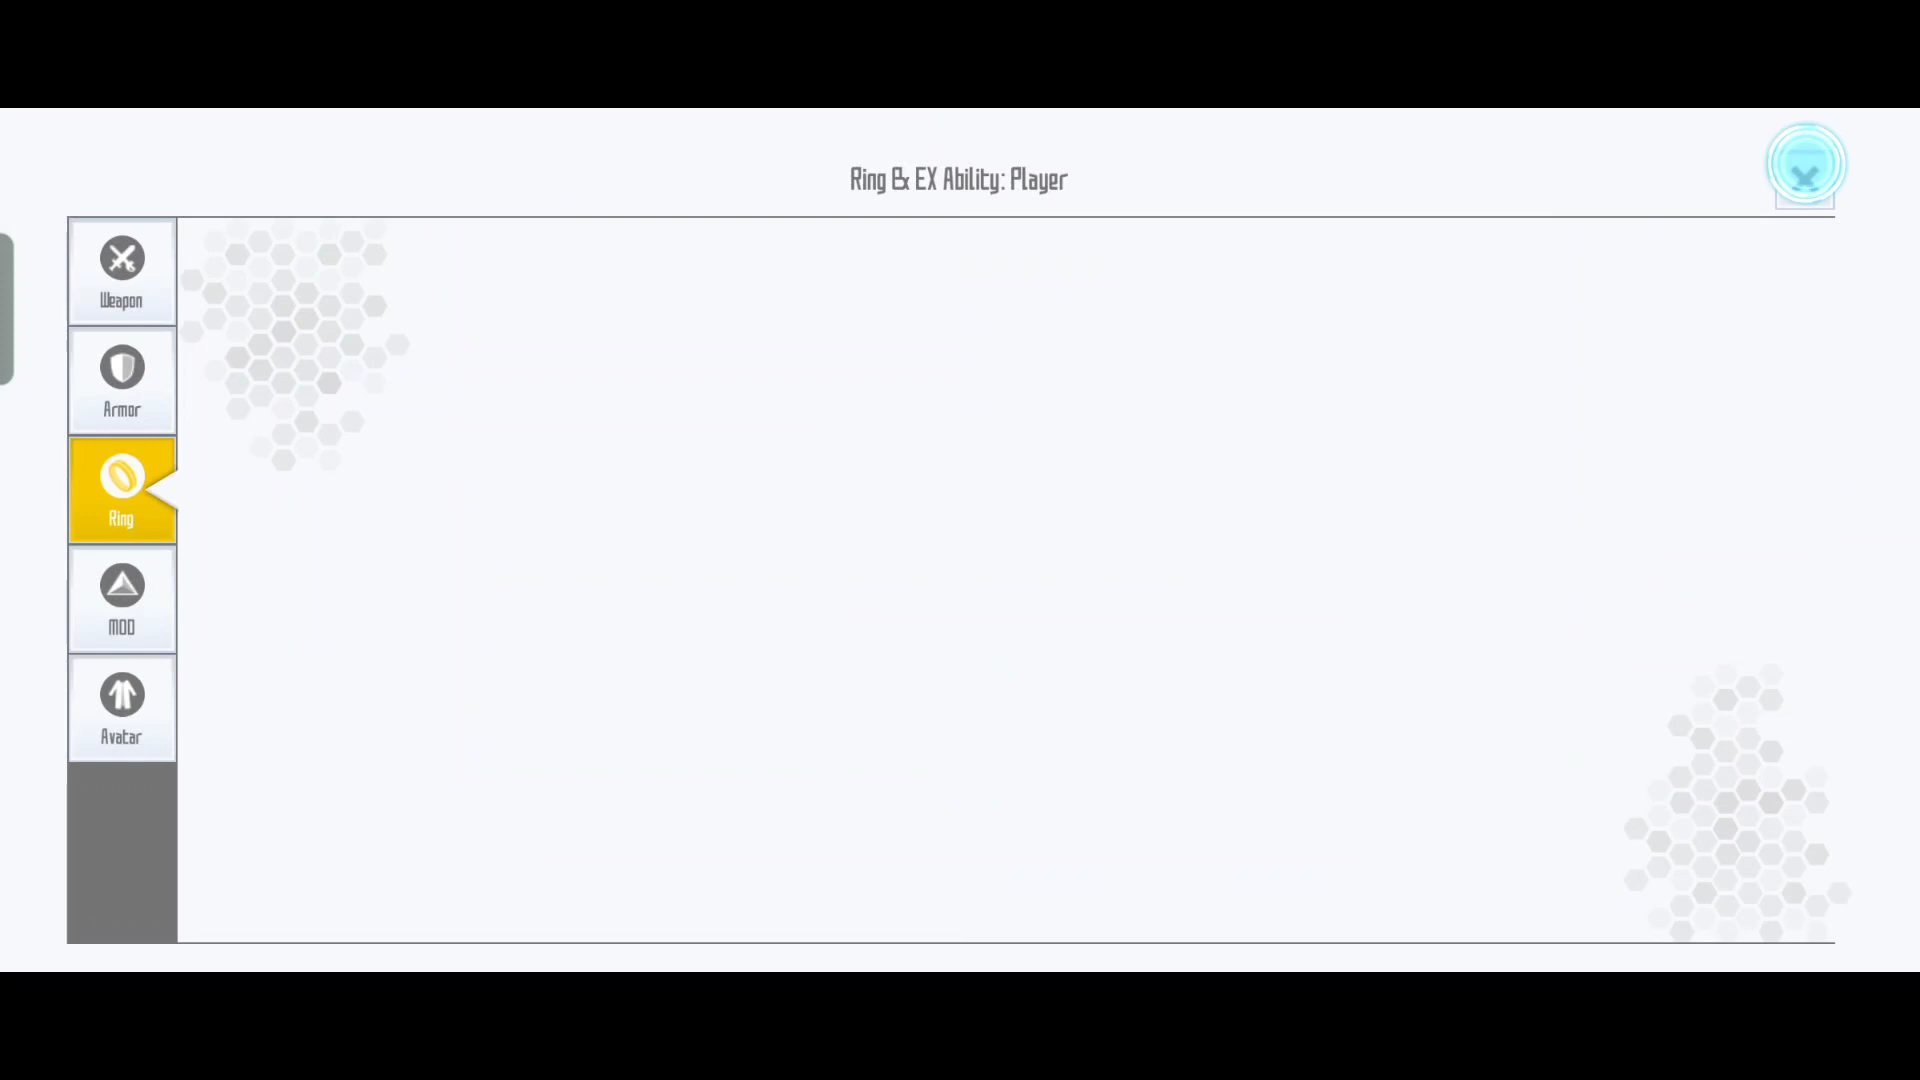 Ring & EX Ability: Player
Weapon
Armor
Ring
MOD
Avatar